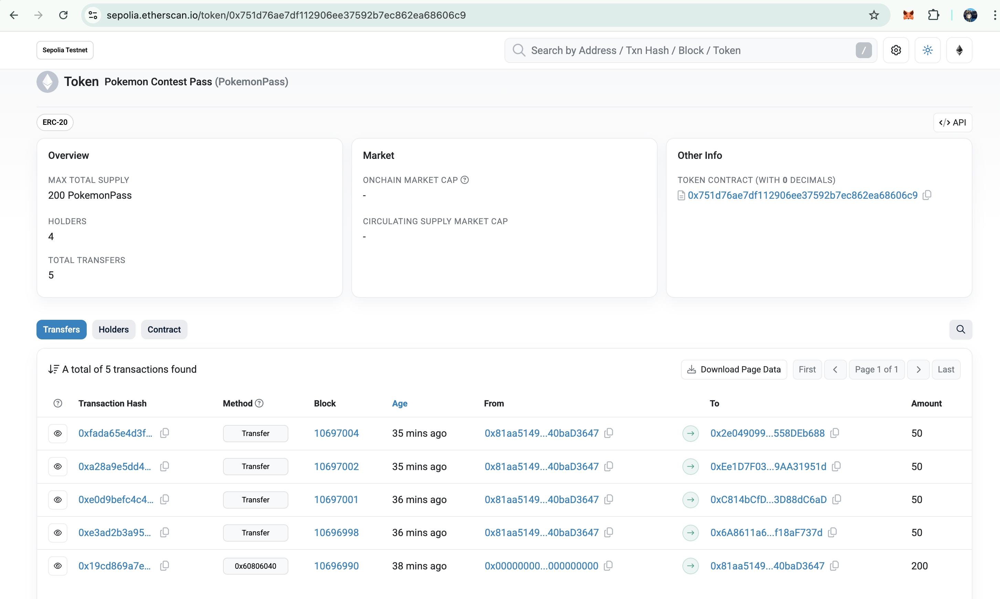 sepolia.etherscan.io/token/0x751d76ae7df112906ee37592b7ec862ea68606c9
Sepolia Testnet
Search by Address / Txn Hash / Block / Token
/
Token Pokemon Contest Pass (PokemonPass)
ERC-20
</> API
Overview
MAX TOTAL SUPPLY
200 PokemonPass
HOLDERS
4
TOTAL TRANSFERS
5
Market
ONCHAIN MARKET CAP
-
CIRCULATING SUPPLY MARKET CAP
-
Other Info
TOKEN CONTRACT (WITH 0 DECIMALS)
0x751d76ae7df112906ee37592b7ec862ea68606c9
Transfers Holders Contract
A total of 5 transactions found
Download Page Data First Page 1 of 1 Last
Transaction Hash Method Block Age From To Amount
0xfada65e4d3f... Transfer 10697004 35 mins ago 0x81aa5149...40baD3647 0x2e049099...558DEb688 50
0xa28a9e5dd4... Transfer 10697002 35 mins ago 0x81aa5149...40baD3647 0xEe1D7F03...9AA31951d 50
0xe0d9befc4c4... Transfer 10697001 36 mins ago 0x81aa5149...40baD3647 0xC814bCfD...3D88dC6aD 50
0xe3ad2b3a95... Transfer 10696998 36 mins ago 0x81aa5149...40baD3647 0x6A8611a6...f18aF737d 50
0x19cd869a7e... 0x60806040 10696990 38 mins ago 0x00000000...000000000 0x81aa5149...40baD3647 200